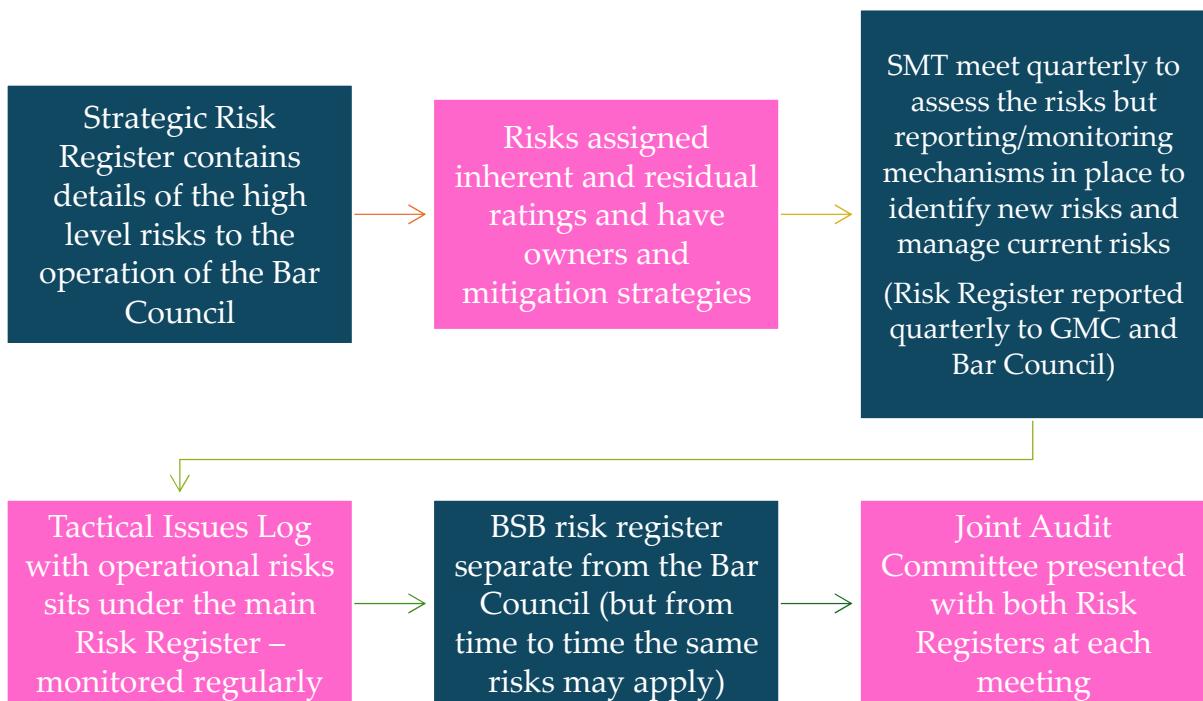 Strategic Risk
Register contains
details of the high
level risks to the
operation of the Bar
Council
Risks assigned
inherent and residual
ratings and have
owners and
mitigation strategies
SMT meet quarterly to
assess the risks but
reporting/monitoring
mechanisms in place to
identify new risks and
manage current risks
(Risk Register reported
quarterly to GMC and
Bar Council)
Tactical Issues Log
with operational risks
sits under the main
Risk Register –
monitored regularly
BSB risk register
separate from the Bar
Council (but from
time to time the same
risks may apply)
Joint Audit
Committee presented
with both Risk
Registers at each
meeting